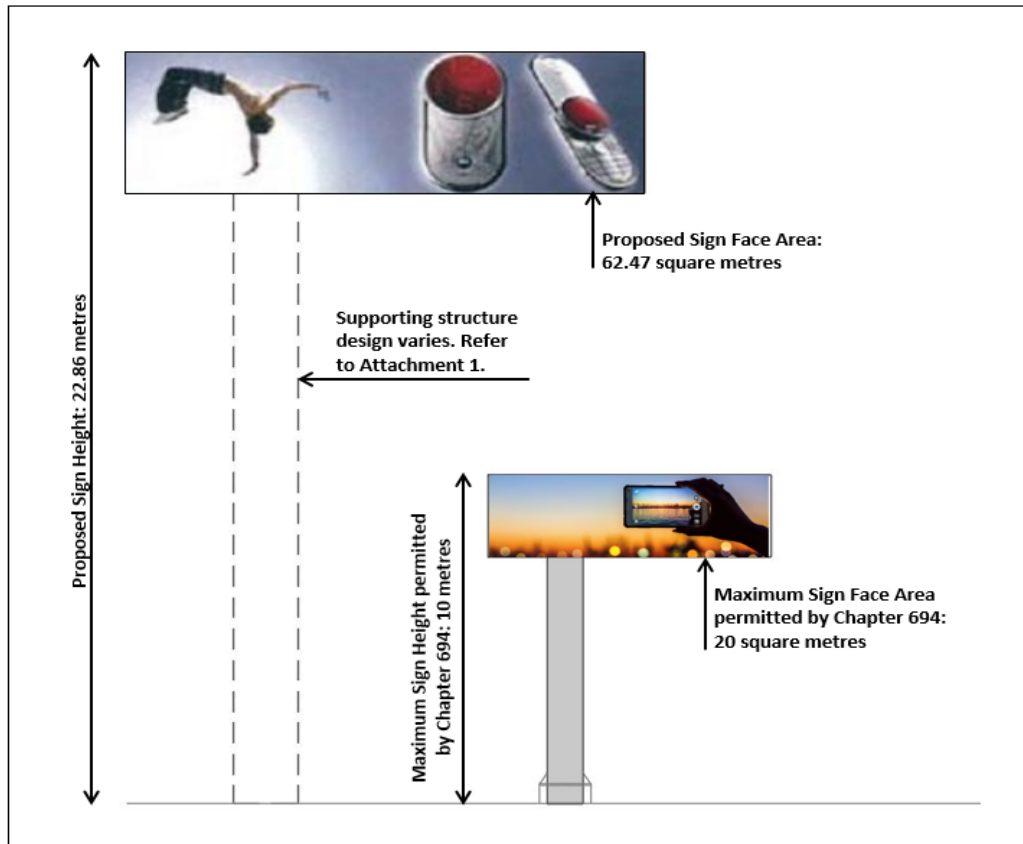 Proposed Sign Height: 22.86 metres
Proposed Sign Face Area:
62.47 square metres
Supporting structure
design varies. Refer
to Attachment 1.
Maximum Sign Height permitted
by Chapter 694: 10 metres
Maximum Sign Face Area
permitted by Chapter 694:
20 square metres